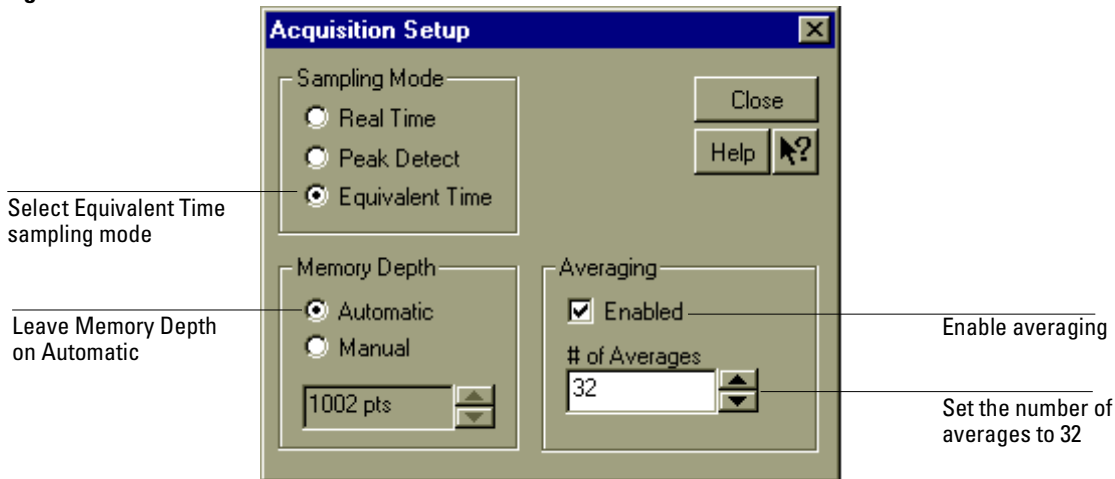 Acquisition Setup
Sampling Mode
Real Time
Peak Detect
Equivalent Time
Close
Help
?
Select Equivalent Time
sampling mode
Memory Depth
Automatic
Manual
1002 pts
Leave Memory Depth
on Automatic
Averaging
Enabled
# of Averages
32
Enable averaging
Set the number of
averages to 32